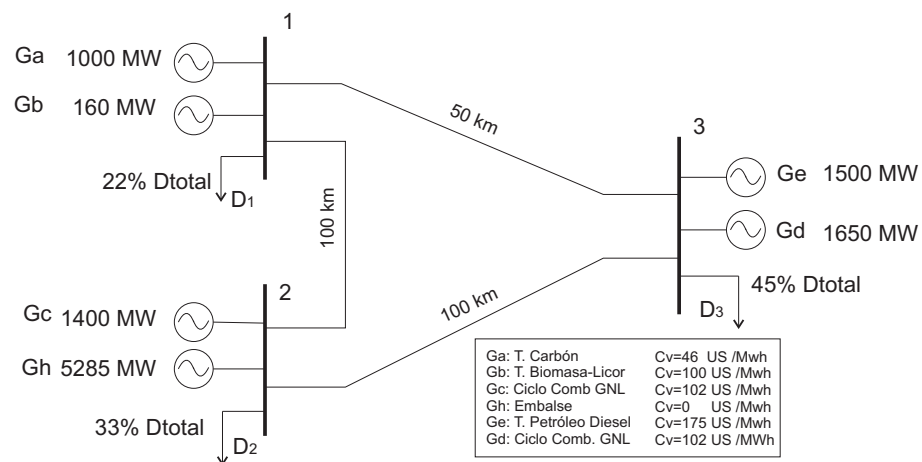 1
Ga 1000 MW
Gb 160 MW
22% Dtotal
D1
50 km
100 km
3
Ge 1500 MW
Gd 1650 MW
45% Dtotal
D3
2
Gc 1400 MW
Gh 5285 MW
33% Dtotal
D2
100 km
Ga: T. Carbón Cv=46 US /Mwh
Gb: T. Biomasa-Licor Cv=100 US /Mwh
Gc: Ciclo Comb GNL Cv=102 US /Mwh
Gh: Embalse Cv=0 US /Mwh
Ge: T. Petróleo Diesel Cv=175 US /Mwh
Gd: Ciclo Comb. GNL Cv=102 US /MWh